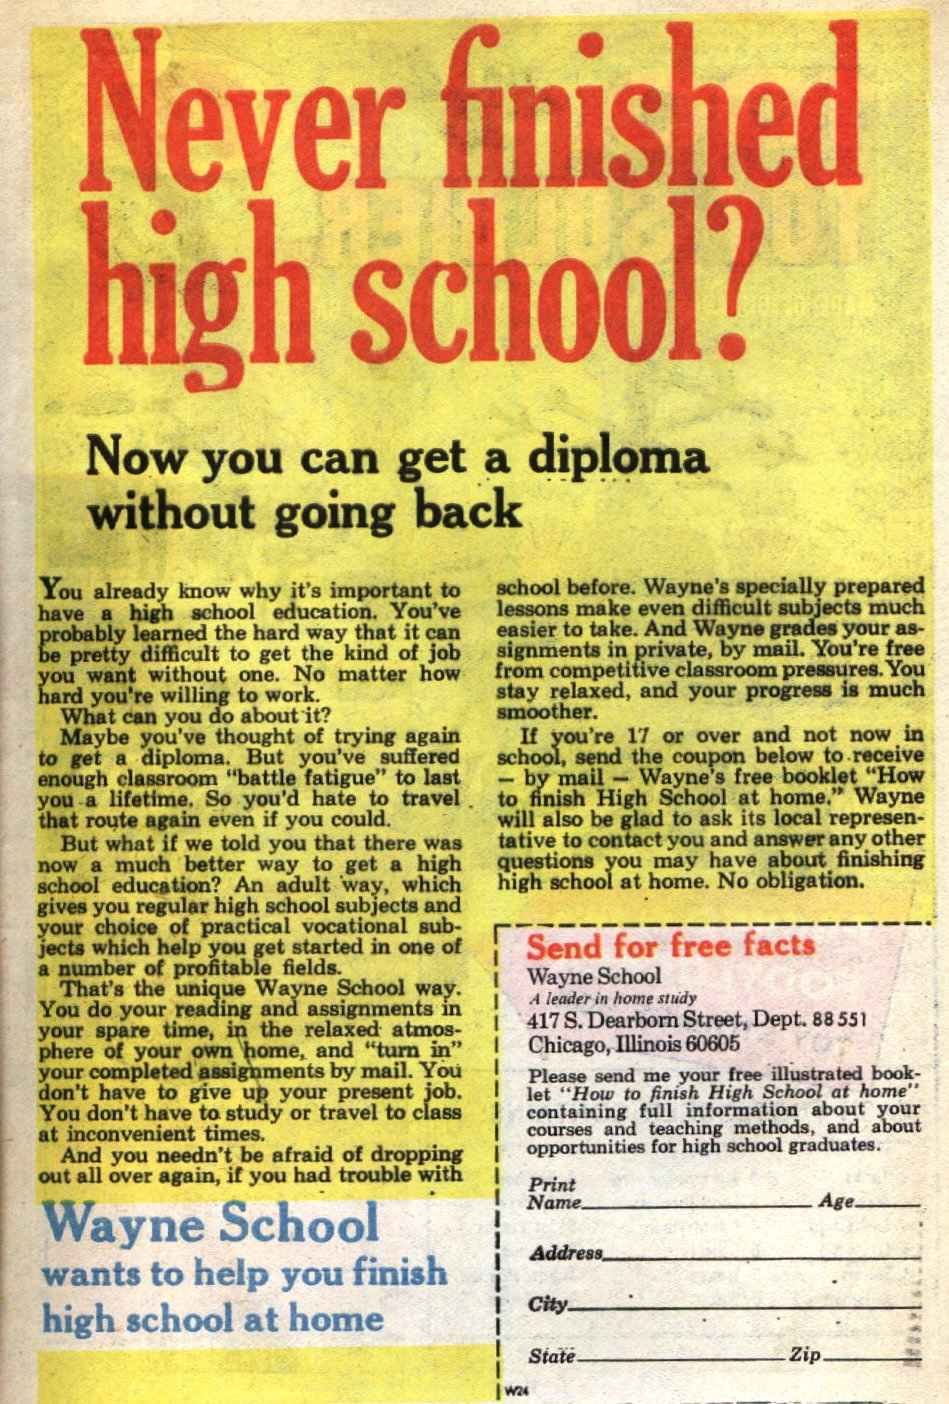 Never finished
high school?
Now you can get a diploma
without going back
You already know why it's important to
have a high school education. You've
probably learned the hard way that it can
be pretty difficult to get the kind of job
you want without one. No matter how
hard you're willing to work.
What can you do about it?
Maybe you've thought of trying again
to get a diploma. But you've suffered
enough classroom "battle fatigue" to last
you a lifetime. So you'd hate to travel
that route again even if you could.
But what if we told you that there was
now a much better way to get a high
school education? An adult way, which
gives you regular high school subjects and
your choice of practical vocational sub-
jects which help you get started in one of
a number of profitable fields.
That's the unique Wayne School way.
You do your reading and assignments in
your spare time, in the relaxed atmos-
phere of your own home, and "turn in"
your completed assignments by mail. You
don't have to give up your present job.
You don't have to study or travel to class
at inconvenient times.
And you needn't be afraid of dropping
out all over again, if you had trouble with
school before. Wayne's specially prepared
lessons make even difficult subjects much
easier to take. And Wayne grades your as-
signments in private, by mail. You're free
from competitive classroom pressures. You
stay relaxed, and your progress is much
smoother.
If you're 17 or over and not now in
school, send the coupon below to receive
— by mail — Wayne's free booklet "How
to finish High School at home." Wayne
will also be glad to ask its local represen-
tative to contact you and answer any other
questions you may have about finishing
high school at home. No obligation.
Wayne School
wants to help you finish
high school at home
Send for free facts
Wayne School
A leader in home study
417 S. Dearborn Street, Dept. 88 551
Chicago, Illinois 60605
Please send me your free illustrated book-
let "How to finish High School at home"
containing full information about your
courses and teaching methods, and about
opportunities for high school graduates.
Print
Name Age
Address
City
State Zip
W24